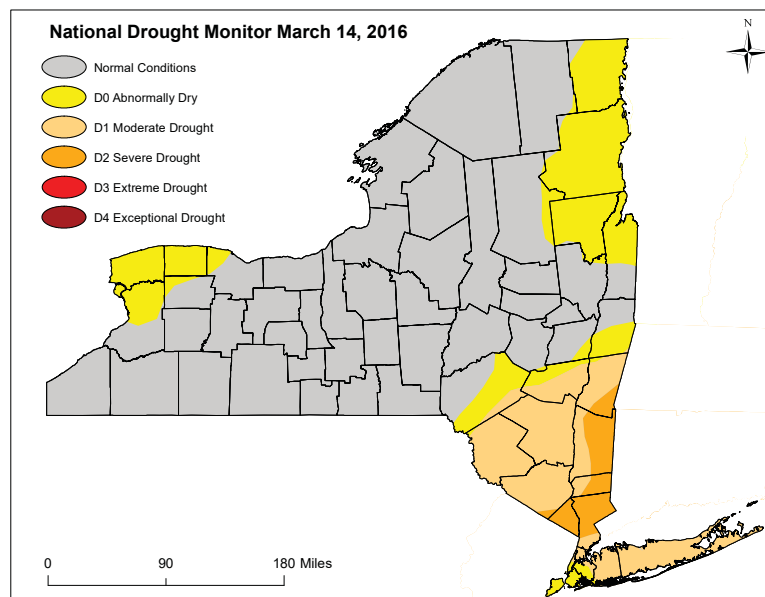 National Drought Monitor March 14, 2016
N
Normal Conditions
D0 Abnormally Dry
D1 Moderate Drought
D2 Severe Drought
D3 Extreme Drought
D4 Exceptional Drought
0 90 180 Miles